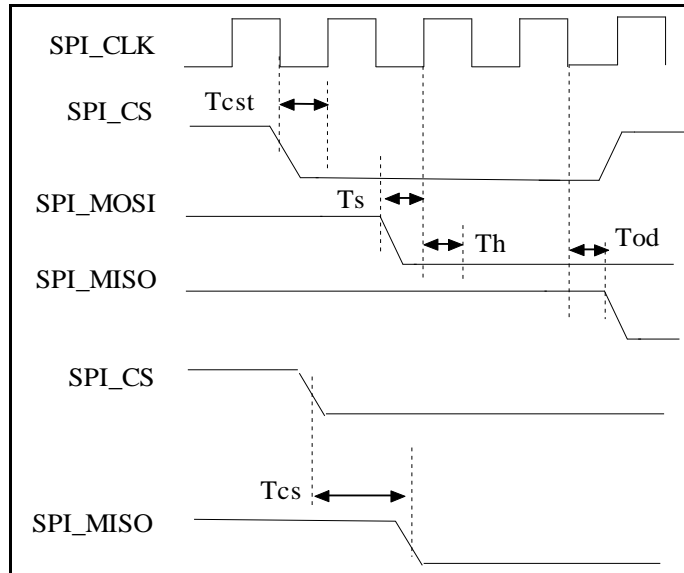 SPI_CLK
Tcst
SPI_CS
Ts
SPI_MOSI
Th
Tod
SPI_MISO
SPI_CS
Tcs
SPI_MISO